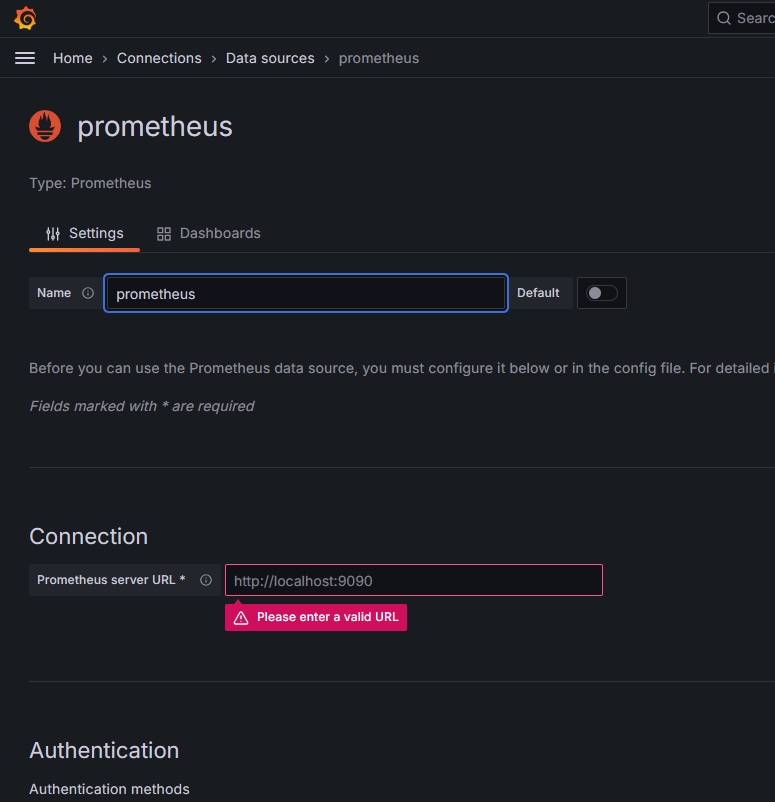 Searc
Home > Connections > Data sources > prometheus
prometheus
Type: Prometheus
Settings Dashboards
Name prometheus Default
Before you can use the Prometheus data source, you must configure it below or in the config file. For detailed i
Fields marked with * are required
Connection
Prometheus server URL * http://localhost:9090
Please enter a valid URL
Authentication
Authentication methods